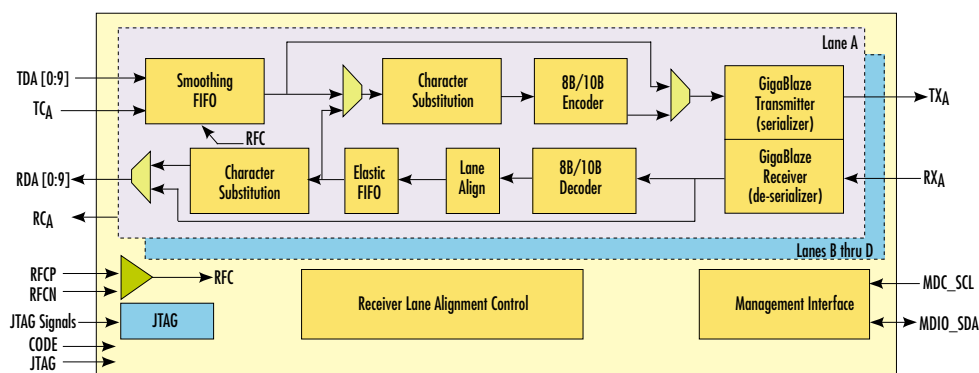 Lane A
TDA [0:9]
TCA
Smoothing
FIFO
RFC
Character
Substitution
8B/10B
Encoder
GigaBlaze
Transmitter
(serializer)
TXA
RDA [0:9]
RCA
Character
Substitution
Elastic
FIFO
Lane
Align
8B/10B
Decoder
GigaBlaze
Receiver
(de-serializer)
RXA
Lanes B thru D
RFCP
RFCN
RFC
JTAG Signals
JTAG
CODE
JTAG
Receiver Lane Alignment Control
Management Interface
MDC_SCL
MDIO_SDA